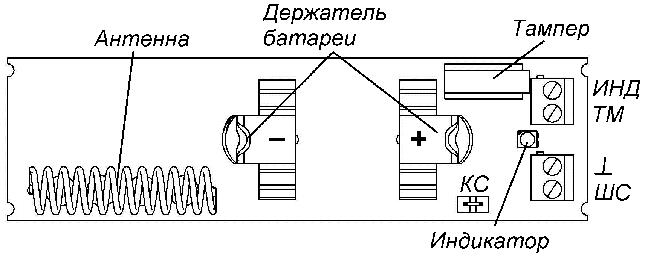 Держатель
батареи
Антенна
Тампер
ИНД
ТМ
− +
⊥
КС
ШС
Индикатор